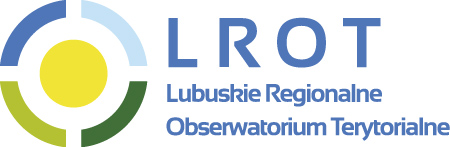 LROT
Lubuskie Regionalne
Obserwatorium Terytorialne